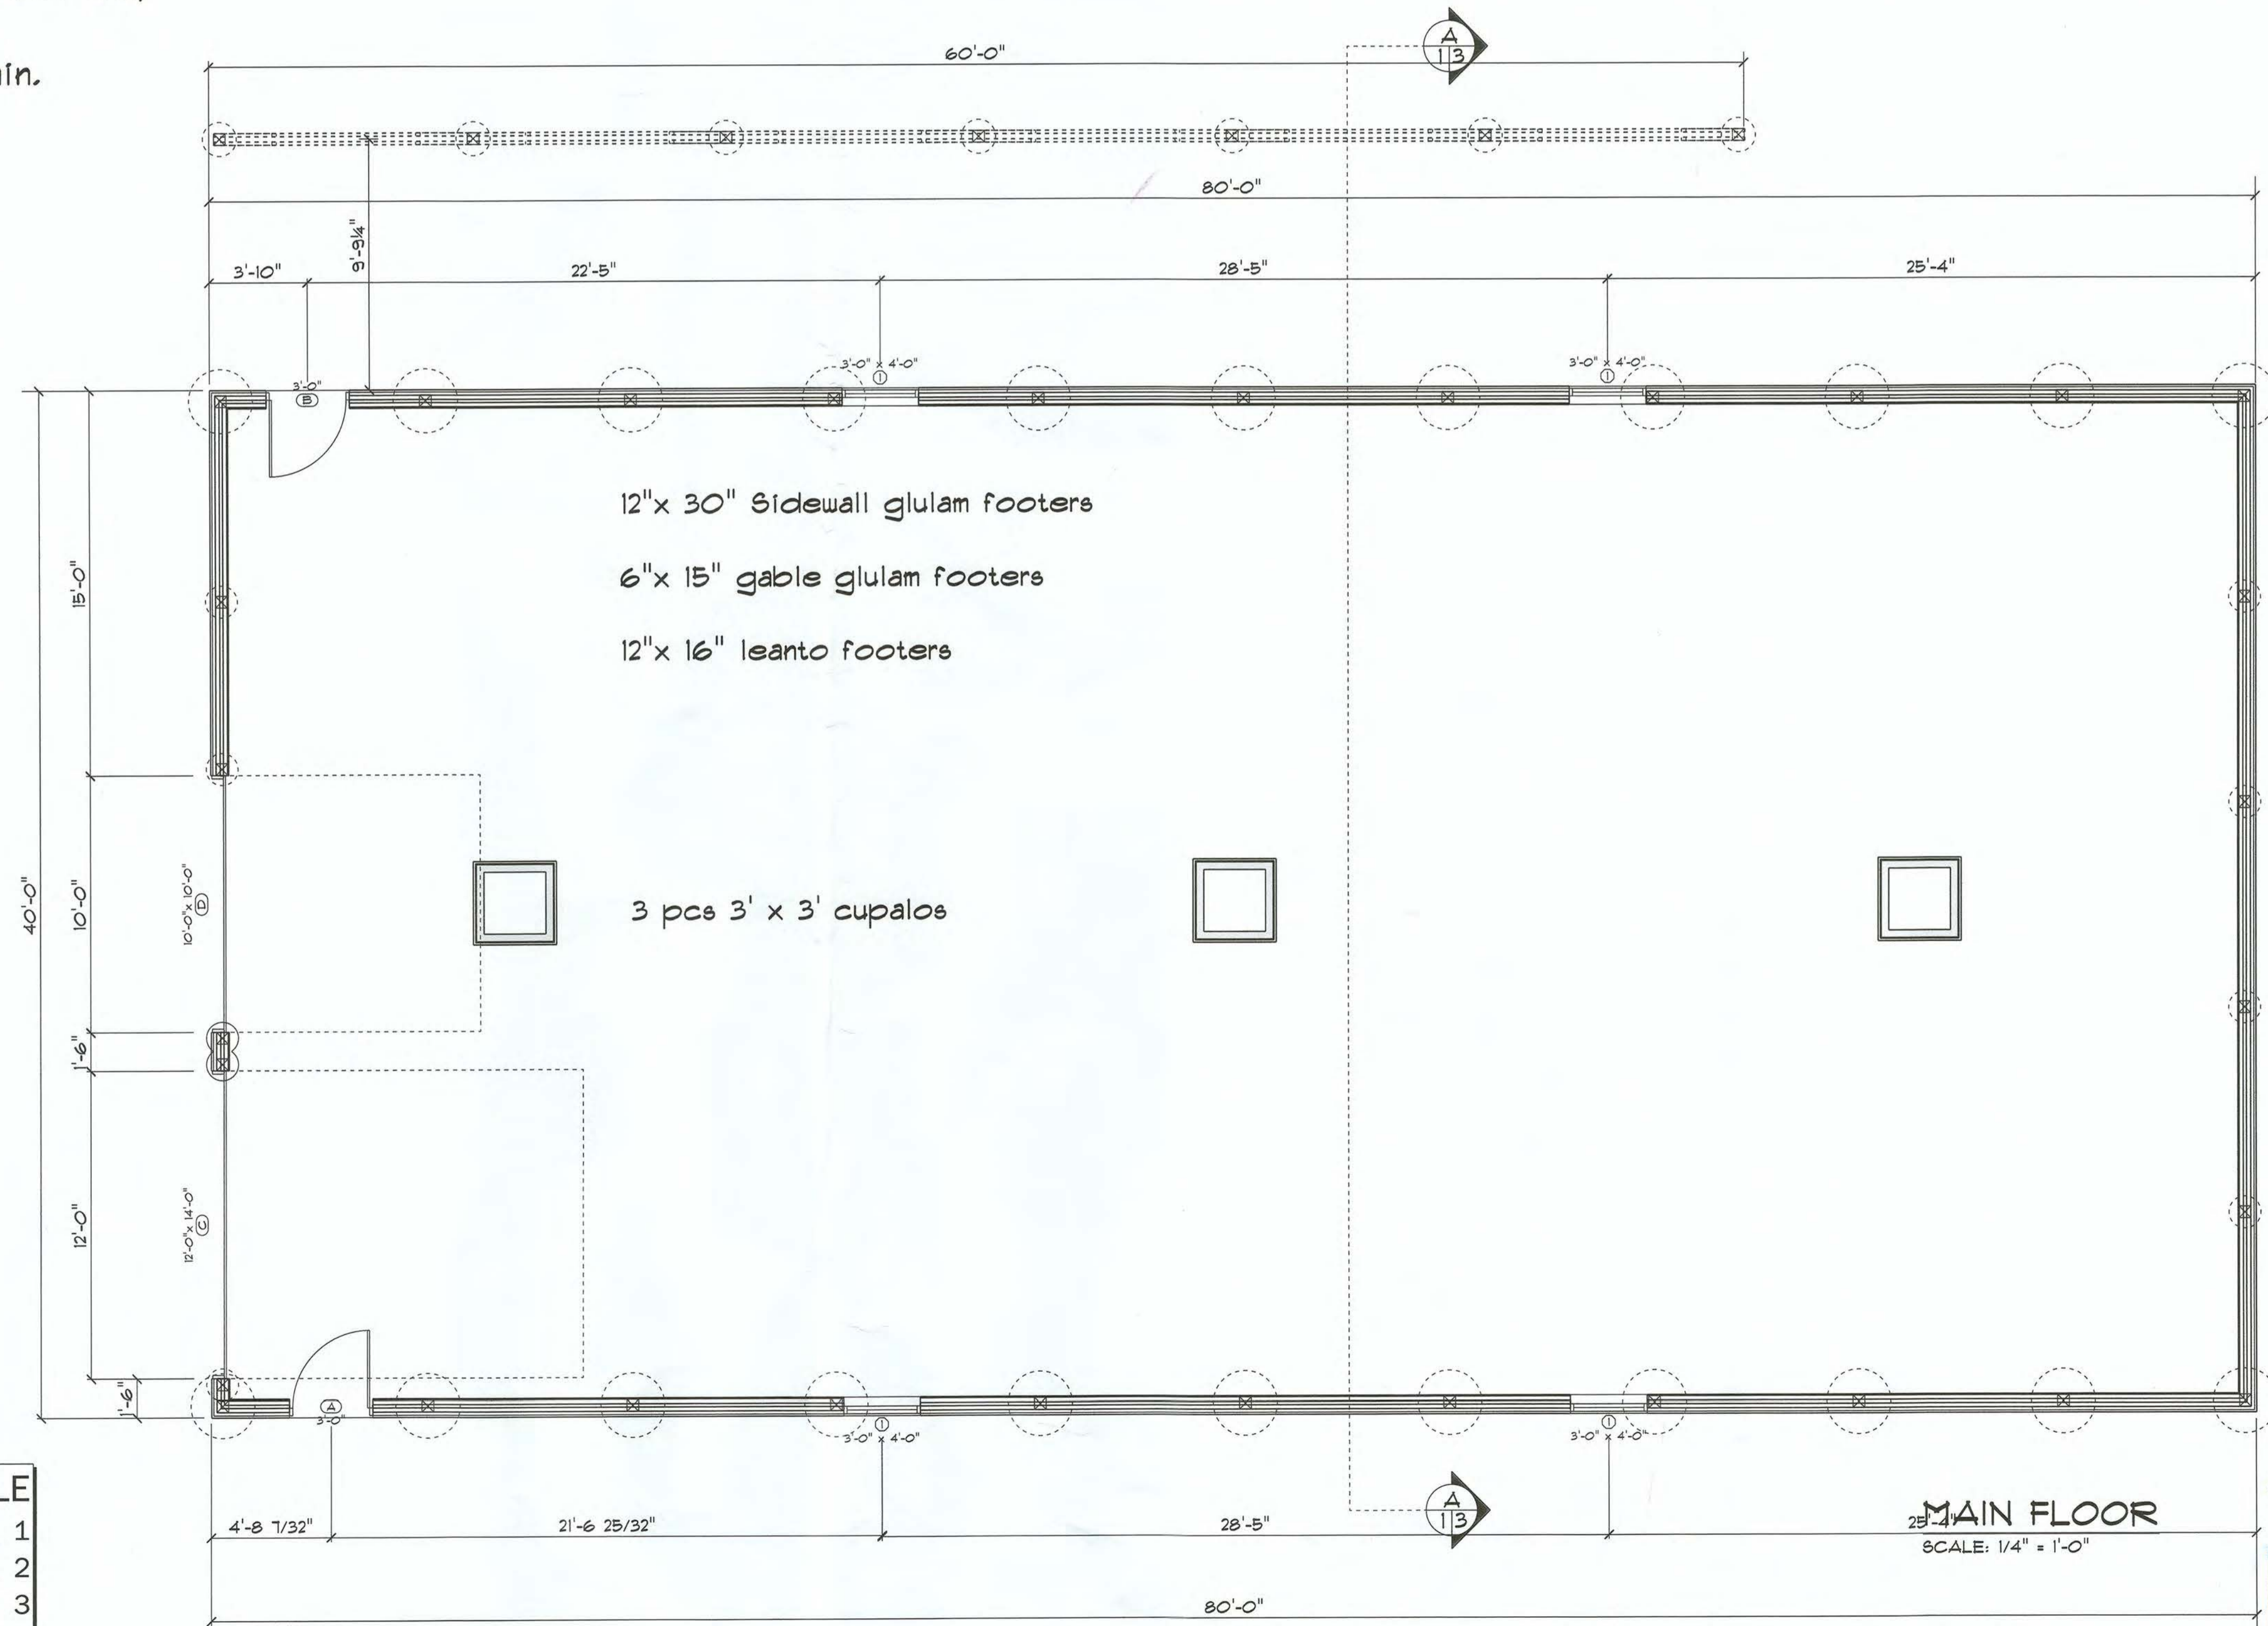 in.
60'-0"
A
1 3
80'-0"
9'-9¼"
3'-10"
22'-5"
28'-5"
25'-4"
3'-0" x 4'-0"
1
3'-0" x 4'-0"
1
3'-0"
B
12"x 30" Sidewall glulam footers
6"x 15" gable glulam footers
12"x 16" leanto footers
15'-0"
40'-0"
10'-0"
10'-0"x 10'-0"
D
3 pcs 3' x 3' cupalos
1'-6"
12'-0"
12'-0"x 14'-0"
C
1'-6"
A
3'-0"
1
3'-0" x 4'-0"
1
3'-0" x 4'-0"
LE
1
2
3
4'-8 7/32"
21'-6 25/32"
28'-5"
A
1 3
25'-4"
MAIN FLOOR
SCALE: 1/4" = 1'-0"
80'-0"